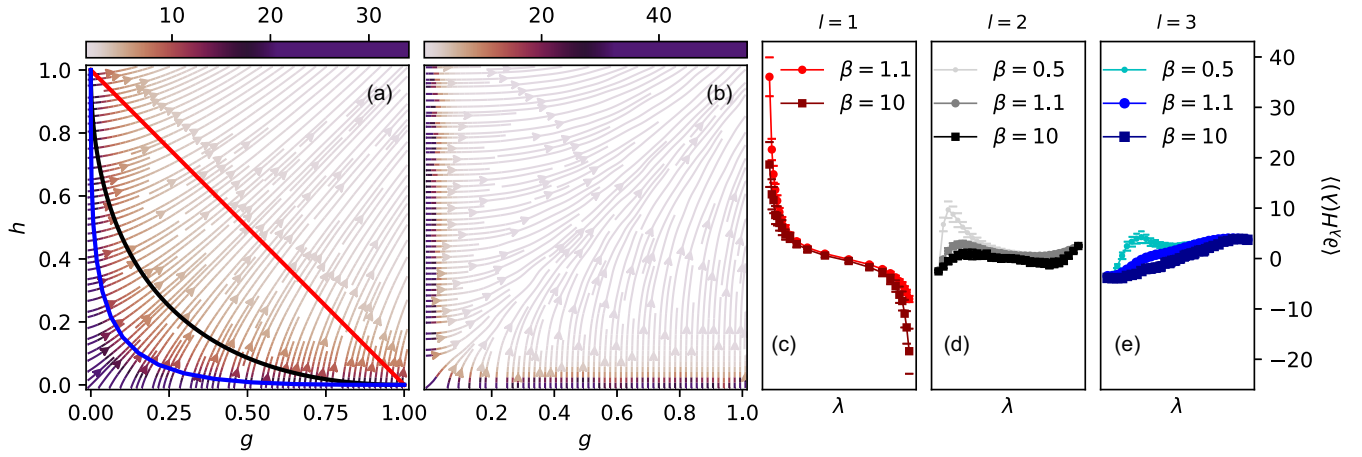 10 20 30
20 40
l = 1
l = 2
l = 3
(a)
(b)
β = 1.1
β = 10
β = 0.5
β = 1.1
β = 10
β = 0.5
β = 1.1
β = 10
(c)
(d)
(e)
1.0
0.8
0.6
0.4
0.2
0.0
h
0.00 0.25 0.50 0.75 1.00
g
0.2 0.4 0.6 0.8 1.0
g
λ
λ
λ
40
30
20
10
0
−10
−20
⟨∂λH(λ)⟩